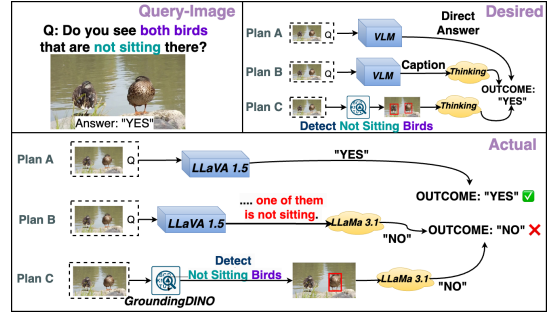 Query-Image
Q: Do you see both birds
that are not sitting there?
Answer: "YES"
Desired
Plan A
Q
VLM
Direct
Answer
Plan B
Q
VLM
Caption
Thinking
OUTCOME:
"YES"
Plan C
Thinking
Detect Not Sitting Birds
Actual
Plan A
Q
LLaVA 1.5
"YES"
OUTCOME: "YES"
Plan B
Q
LLaVA 1.5
.... one of them
is not sitting.
LLaMa 3.1
"NO"
OUTCOME: "NO"
Plan C
GroundingDINO
Detect
Not Sitting Birds
LLaMa 3.1
"NO"